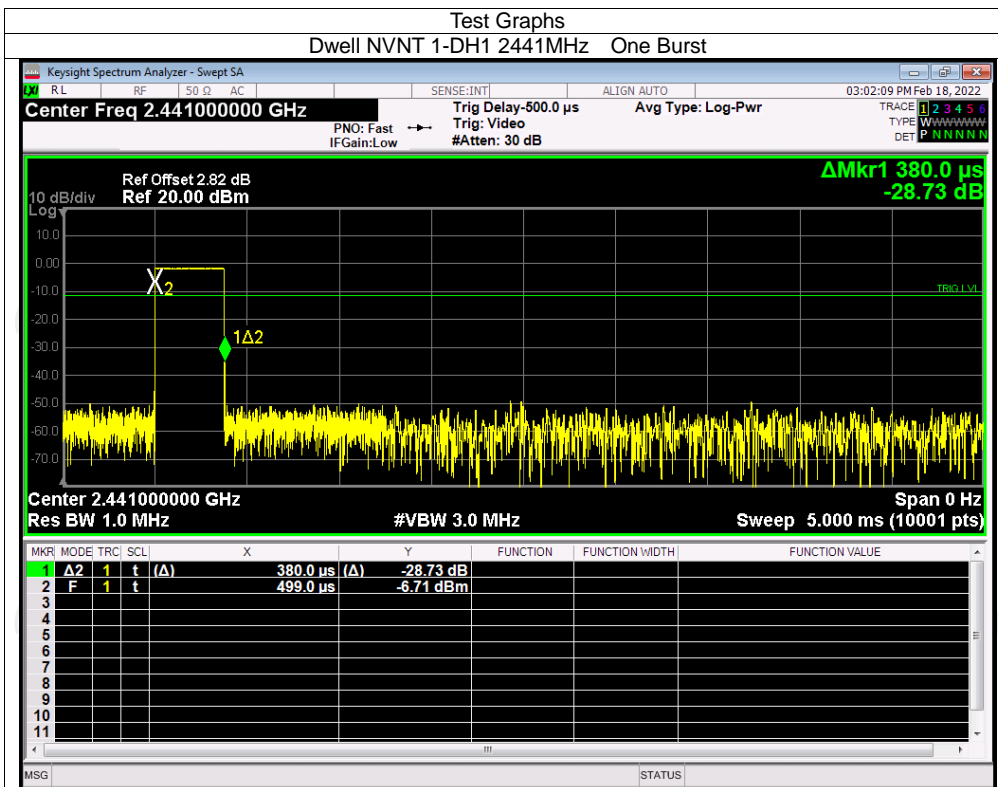 Test Graphs
Dwell NVNT 1-DH1 2441MHz One Burst
Keysight Spectrum Analyzer - Swept SA
LXI RL RF 50 Ω AC SENSE:INT ALIGN AUTO 03:02:09 PM Feb 18, 2022
Center Freq 2.441000000 GHz Trig Delay-500.0 µs Avg Type: Log-Pwr TRACE 1 2 3 4 5 6
PNO: Fast Trig: Video TYPE WWWWWW
IFGain:Low #Atten: 30 dB DET P N N N N N
ΔMkr1 380.0 µs
-28.73 dB
Ref Offset 2.82 dB
10 dB/div Ref 20.00 dBm
Log
10.0
0.00
X2
-10.0 TRIG LVL
-20.0
1Δ2
-30.0
-40.0
-50.0
-60.0
-70.0
Center 2.441000000 GHz Span 0 Hz
Res BW 1.0 MHz #VBW 3.0 MHz Sweep 5.000 ms (10001 pts)
MKR MODE TRC SCL X Y FUNCTION FUNCTION WIDTH FUNCTION VALUE
1 Δ2 1 t (Δ) 380.0 µs (Δ) -28.73 dB
2 F 1 t 499.0 µs -6.71 dBm
3
4
5
6
7
8
9
10
11
MSG STATUS